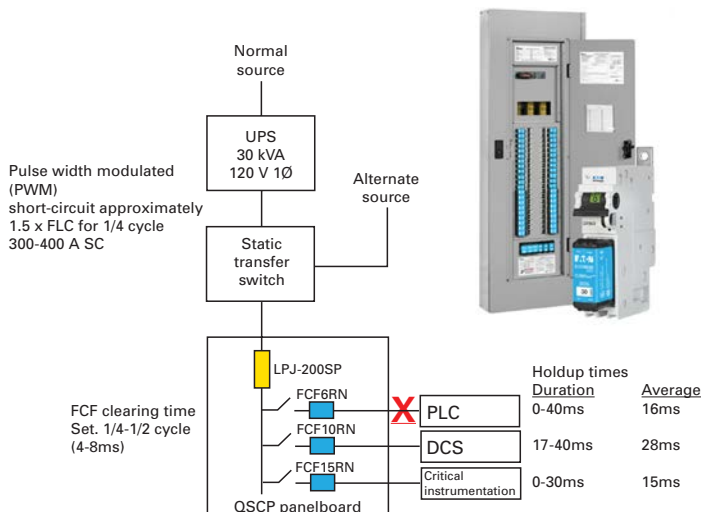 Normal
source
UPS
30 kVA
120 V 1Ø
Pulse width modulated
(PWM)
short-circuit approximately
1.5 x FLC for 1/4 cycle
300-400 A SC
Alternate
source
Static
transfer
switch
LPJ-200SP
FCF clearing time
Set. 1/4-1/2 cycle
(4-8ms)
Holdup times
Duration Average
FCF6RN
PLC 0-40ms 16ms
FCF10RN
DCS 17-40ms 28ms
FCF15RN
Critical
instrumentation 0-30ms 15ms
QSCP panelboard
E·T·N
30